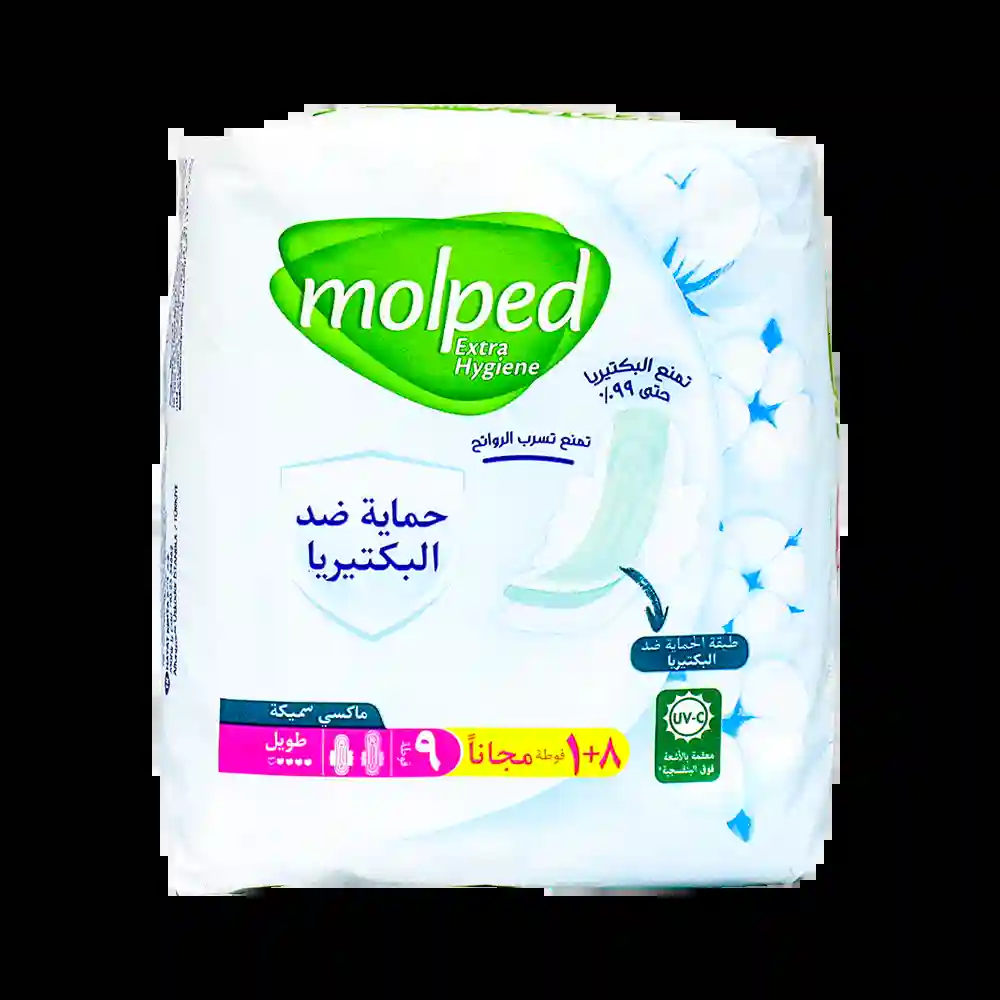 molped
Extra
Hygiene
تمنع البكتيريا
حتى ٩٩٪
تمنع تسرب الروائح
حماية ضد
البكتيريا
طبقة الحماية ضد
البكتيريا
UV-C
معقمة بالأشعة
فوق البنفسجية*
ماكسي سميكة
٨+١ فوطة مجاناً
٩ فوطة
طويل